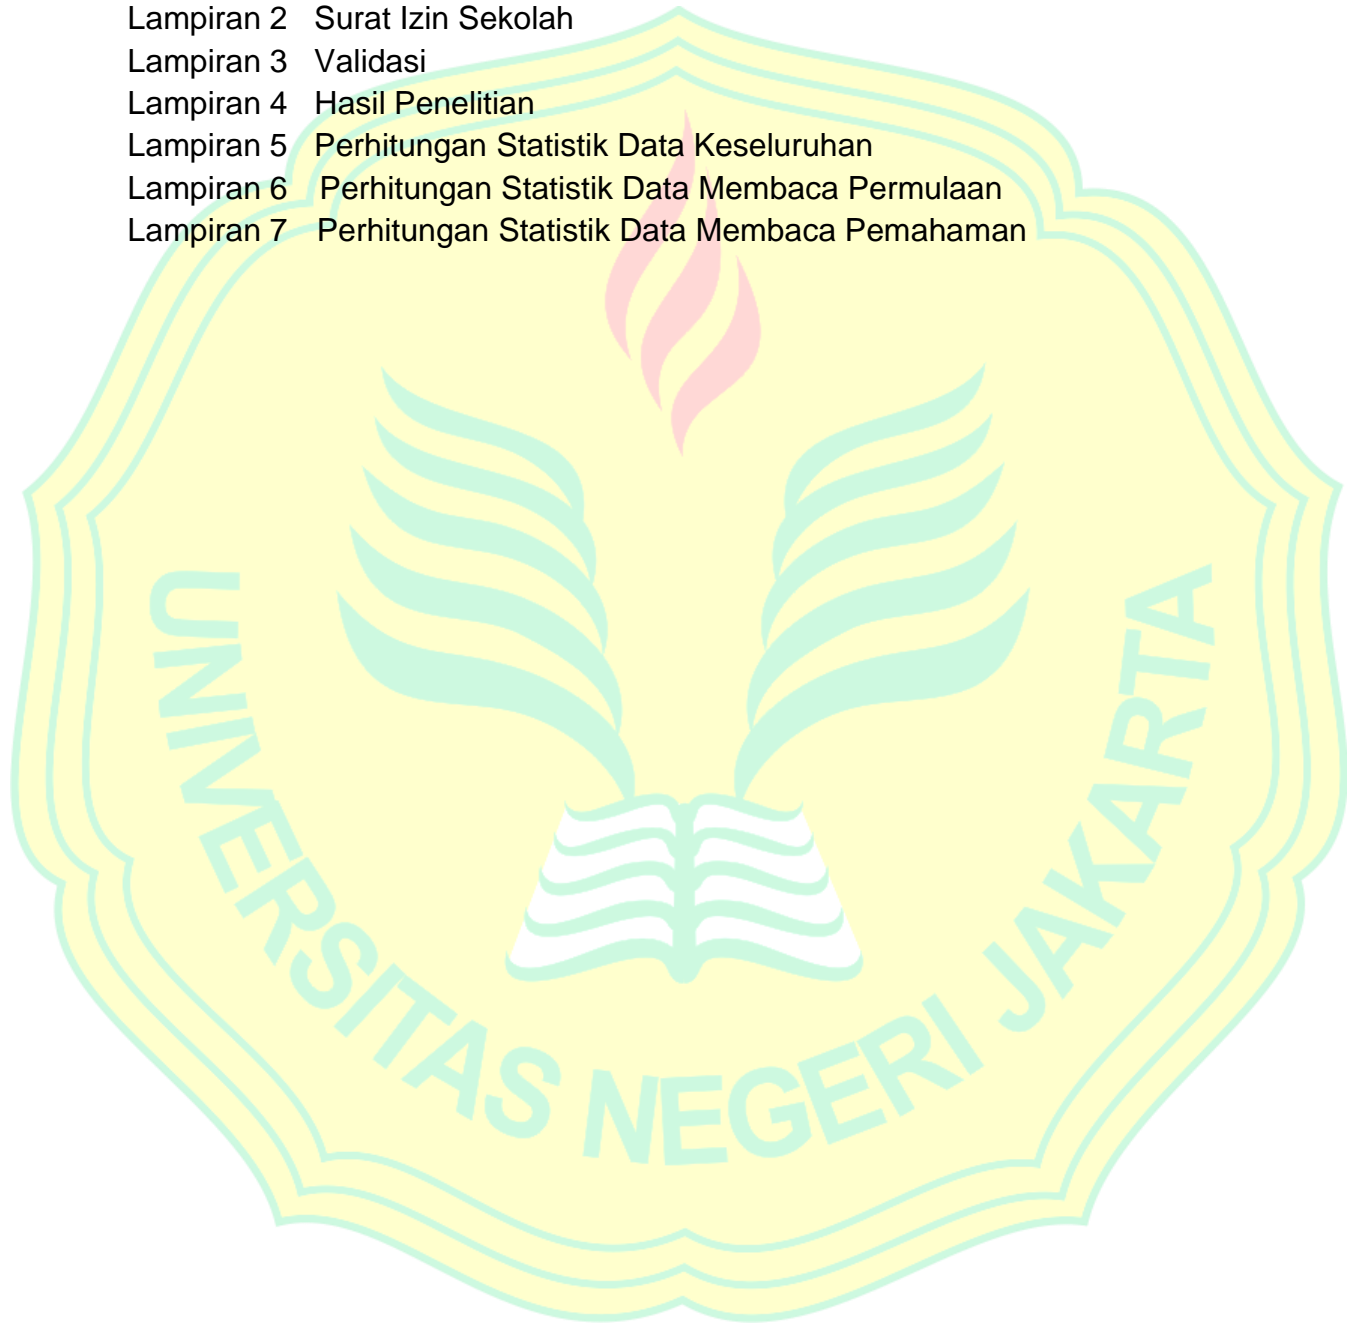 Lampiran 2 Surat Izin Sekolah
Lampiran 3 Validasi
Lampiran 4 Hasil Penelitian
Lampiran 5 Perhitungan Statistik Data Keseluruhan
Lampiran 6 Perhitungan Statistik Data Membaca Permulaan
Lampiran 7 Perhitungan Statistik Data Membaca Pemahaman
UNIVERSITAS NEGERI JAKARTA